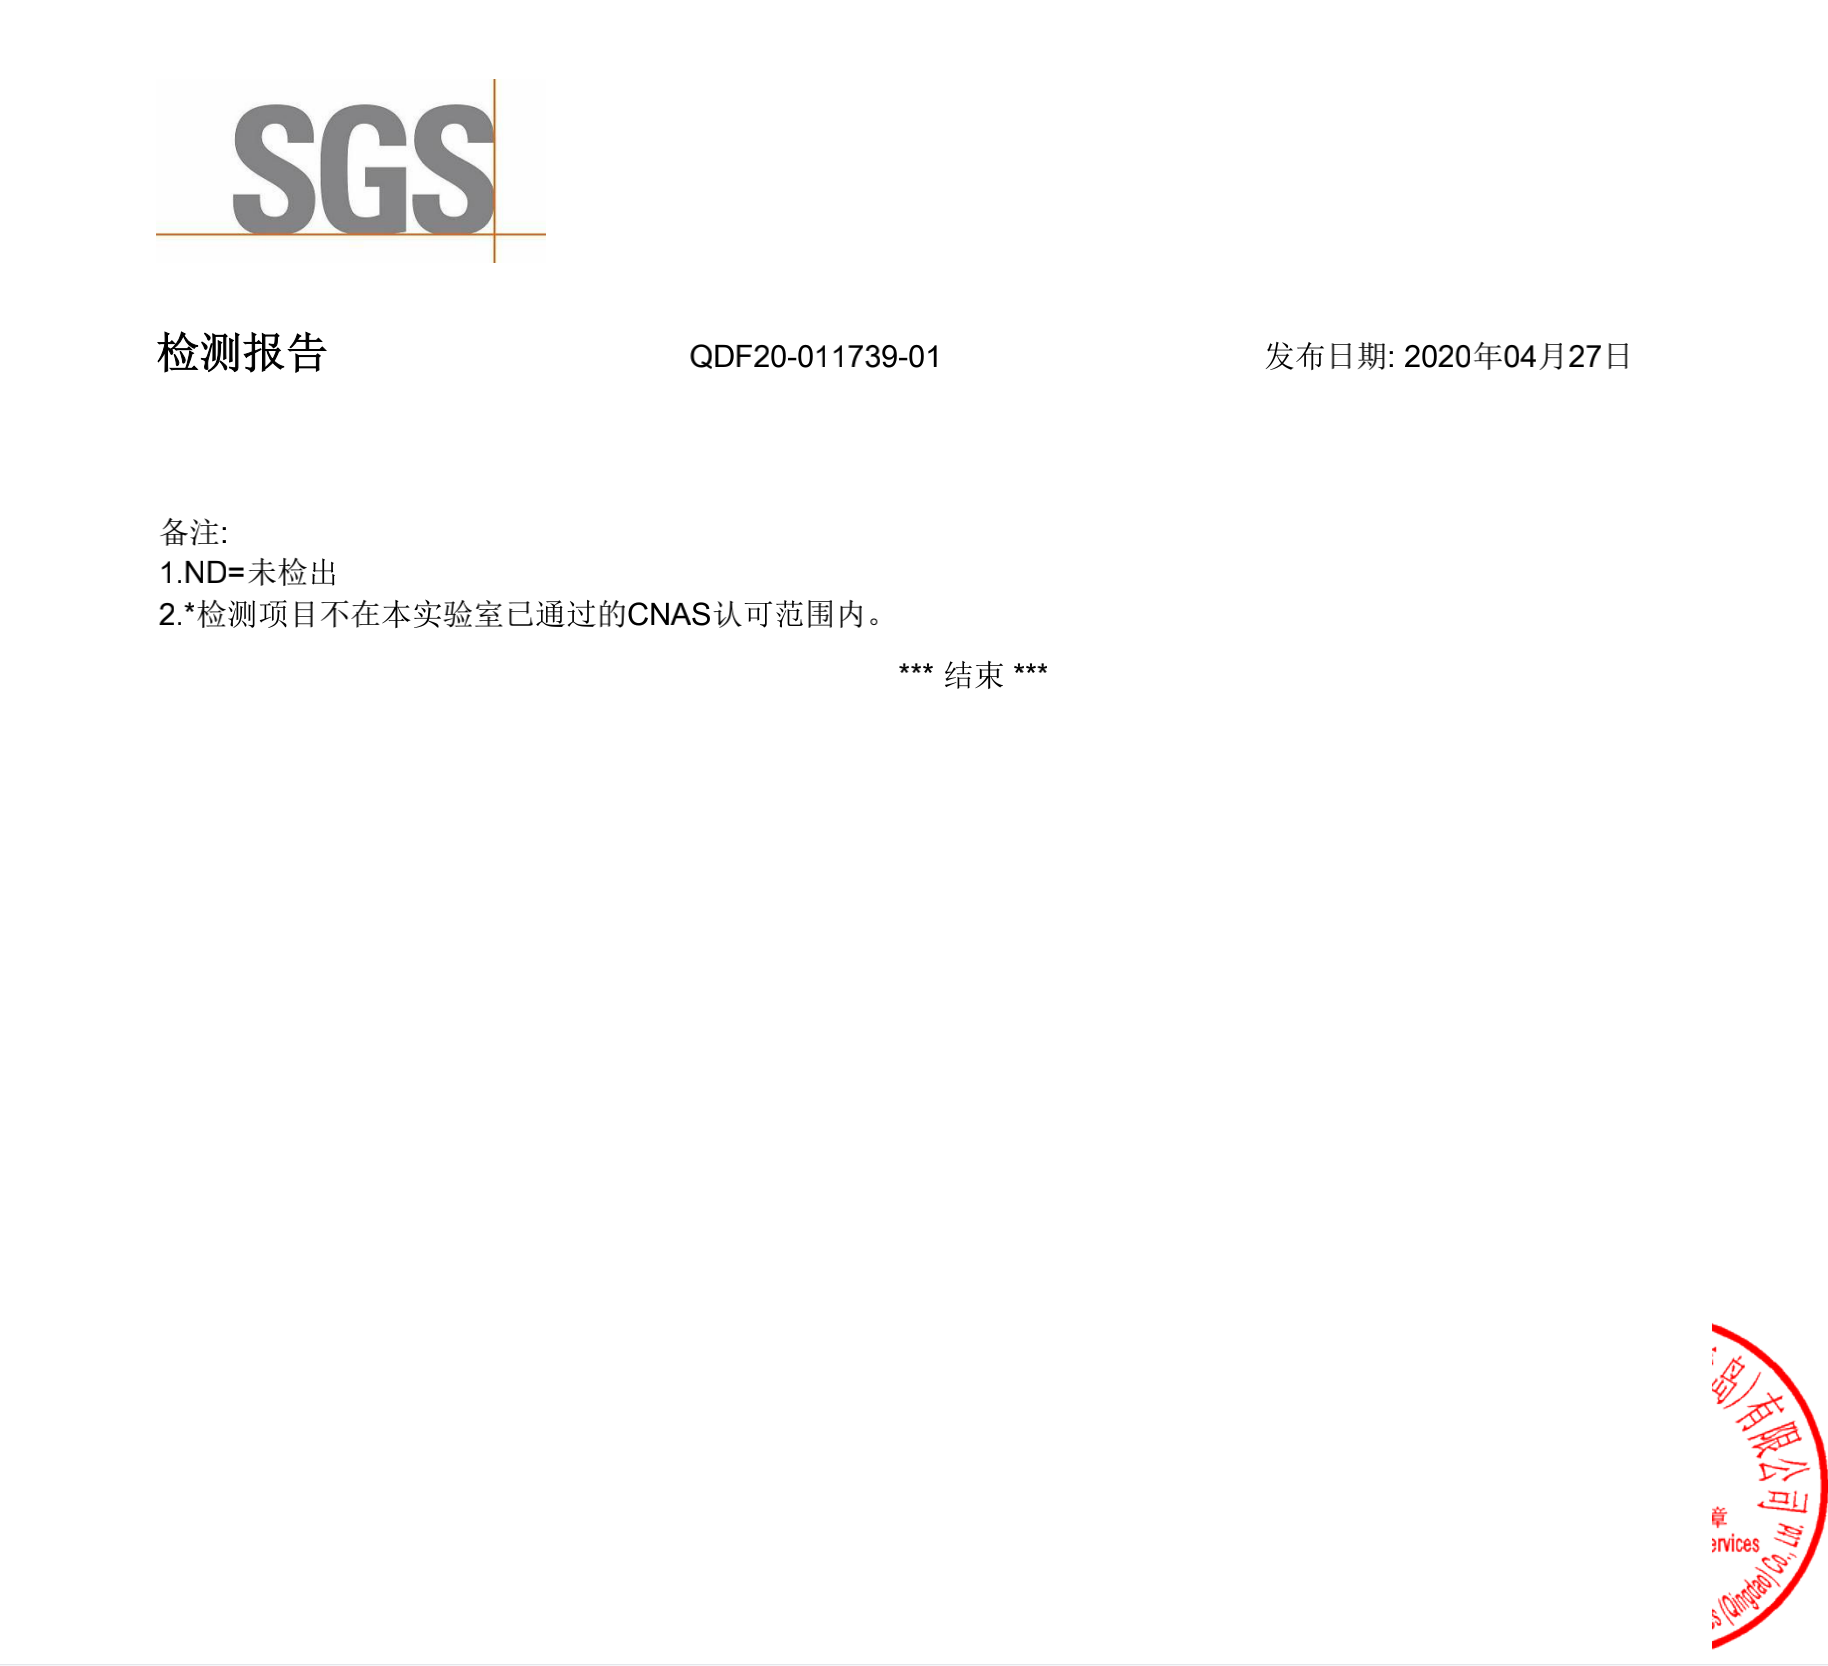 SGS
检测报告 QDF20-011739-01 发布日期: 2020年04月27日
备注:
1.ND=未检出
2.*检测项目不在本实验室已通过的CNAS认可范围内。
*** 结束 ***
岛)有限公司
章
ervices
(Qingdao) Co., Ltd.